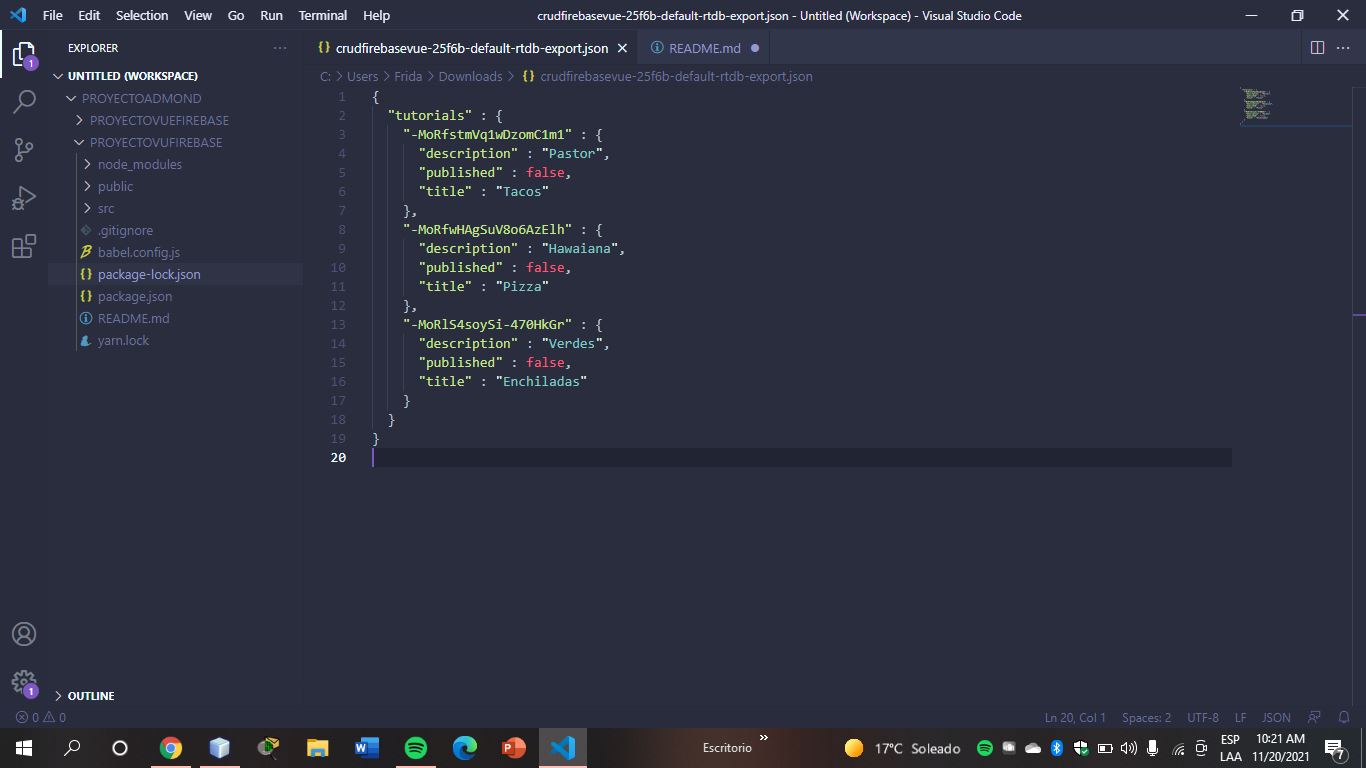 File Edit Selection View Go Run Terminal Help crudfirebasevue-25f6b-default-rtdb-export.json - Untitled (Workspace) - Visual Studio Code
EXPLORER
crudfirebasevue-25f6b-default-rtdb-export.json README.md
C: > Users > Frida > Downloads > {} crudfirebasevue-25f6b-default-rtdb-export.json
1
UNTITLED (WORKSPACE)
PROYECTOADMOND
PROYECTOVUEFIREBASE
PROYECTOVUFIREBASE
node_modules
public
src
.gitignore
babel.config.js
{} package-lock.json
{} package.json
README.md
yarn.lock
OUTLINE
1 {
2 "tutorials" : {
3 "-MoRfstmVq1wDzomC1m1" : {
4 "description" : "Pastor",
5 "published" : false,
6 "title" : "Tacos"
7 },
8 "-MoRfwHAgSuV8o6AzElh" : {
9 "description" : "Hawaiana",
10 "published" : false,
11 "title" : "Pizza"
12 },
13 "-MoRlS4soySi-470HkGr" : {
14 "description" : "Verdes",
15 "published" : false,
16 "title" : "Enchiladas"
17 }
18 }
19 }
20
1
0 0 Ln 20, Col 1 Spaces: 2 UTF-8 LF JSON
Escritorio 17°C Soleado ESP LAA 10:21 AM 11/20/2021 7